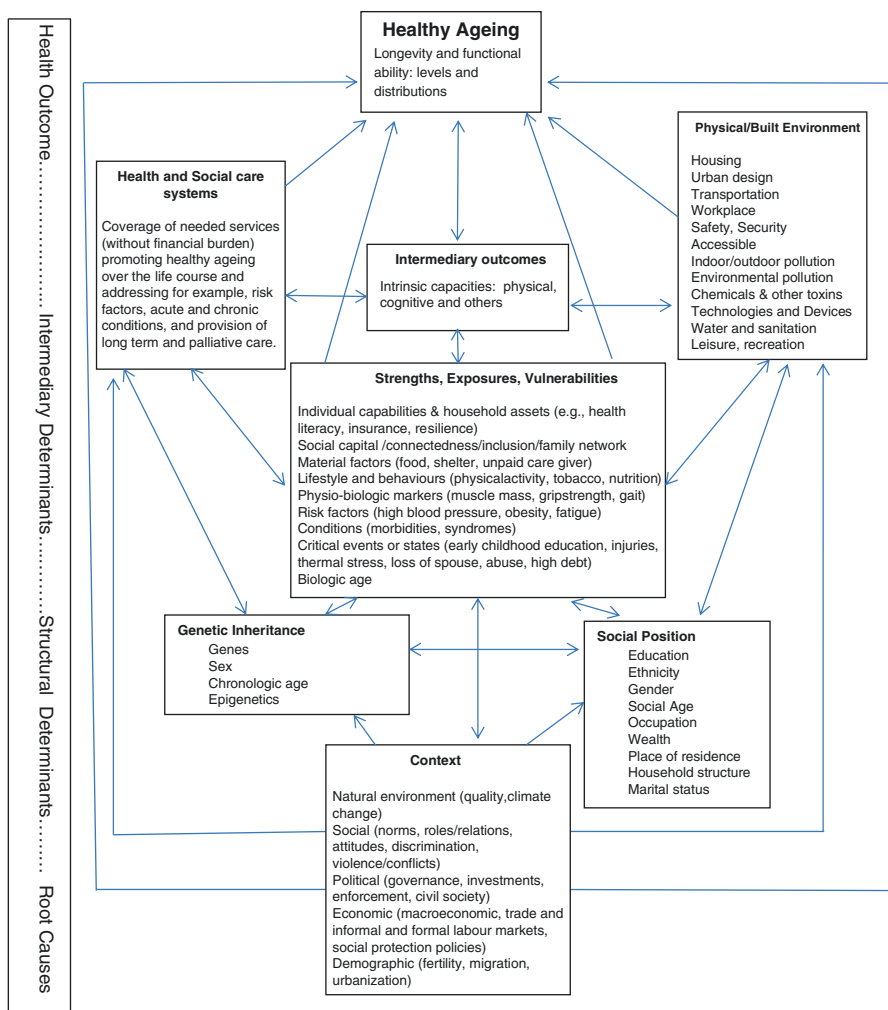 Health Outcome……………………... Intermediary Determinants…………..Structural Determinants……... Root Causes
Healthy Ageing
Longevity and functional
ability: levels and
distributions
Health and Social care
systems
Coverage of needed services
(without financial burden)
promoting healthy ageing
over the life course and
addressing for example, risk
factors, acute and chronic
conditions, and provision of
long term and palliative care.
Intermediary outcomes
Intrinsic capacities: physical,
cognitive and others
Physical/Built Environment
Housing
Urban design
Transportation
Workplace
Safety, Security
Accessible
Indoor/outdoor pollution
Environmental pollution
Chemicals & other toxins
Technologies and Devices
Water and sanitation
Leisure, recreation
Strengths, Exposures, Vulnerabilities
Individual capabilities & household assets (e.g., health
literacy, insurance, resilience)
Social capital /connectedness/inclusion/family network
Material factors (food, shelter, unpaid care giver)
Lifestyle and behaviours (physicalactivity, tobacco, nutrition)
Physio-biologic markers (muscle mass, gripstrength, gait)
Risk factors (high blood pressure, obesity, fatigue)
Conditions (morbidities, syndromes)
Critical events or states (early childhood education, injuries,
thermal stress, loss of spouse, abuse, high debt)
Biologic age
Genetic Inheritance
Genes
Sex
Chronologic age
Epigenetics
Social Position
Education
Ethnicity
Gender
Social Age
Occupation
Wealth
Place of residence
Household structure
Marital status
Context
Natural environment (quality,climate
change)
Social (norms, roles/relations,
attitudes, discrimination,
violence/conflicts)
Political (governance, investments,
enforcement, civil society)
Economic (macroeconomic, trade and
informal and formal labour markets,
social protection policies)
Demographic (fertility, migration,
urbanization)